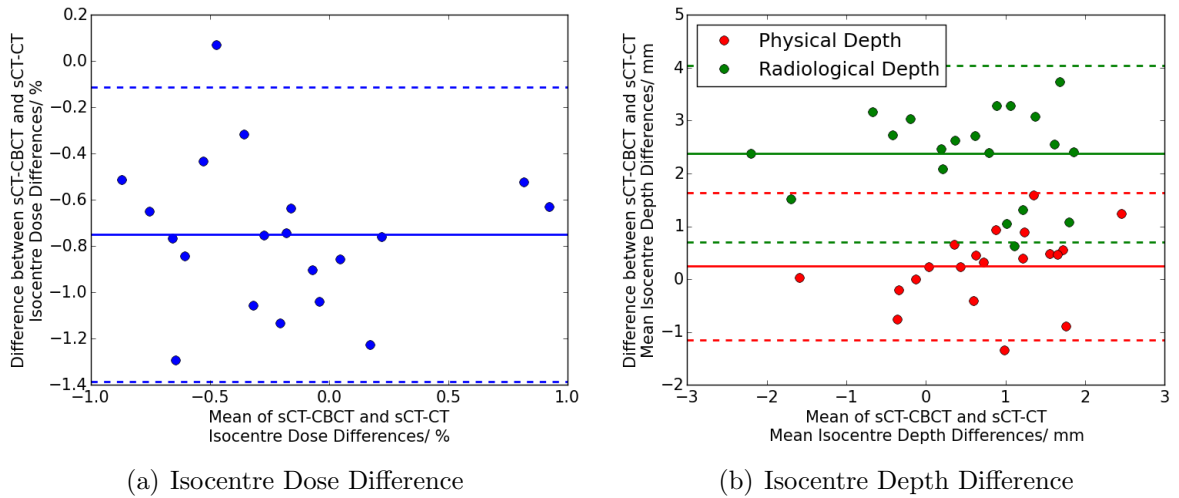 Difference between sCT-CBCT and sCT-CT
Isocentre Dose Differences/ %
0.2
0.0
−0.2
−0.4
−0.6
−0.8
−1.0
−1.2
−1.4
−1.0
−0.5
0.0
0.5
1.0
Mean of sCT-CBCT and sCT-CT
Isocentre Dose Differences/ %
(a) Isocentre Dose Difference
Difference between sCT-CBCT and sCT-CT
Mean Isocentre Depth Differences/ mm
5
4
3
2
1
0
−1
−2
Physical Depth
Radiological Depth
−3
−2
−1
0
1
2
3
Mean of sCT-CBCT and sCT-CT
Mean Isocentre Depth Differences/ mm
(b) Isocentre Depth Difference